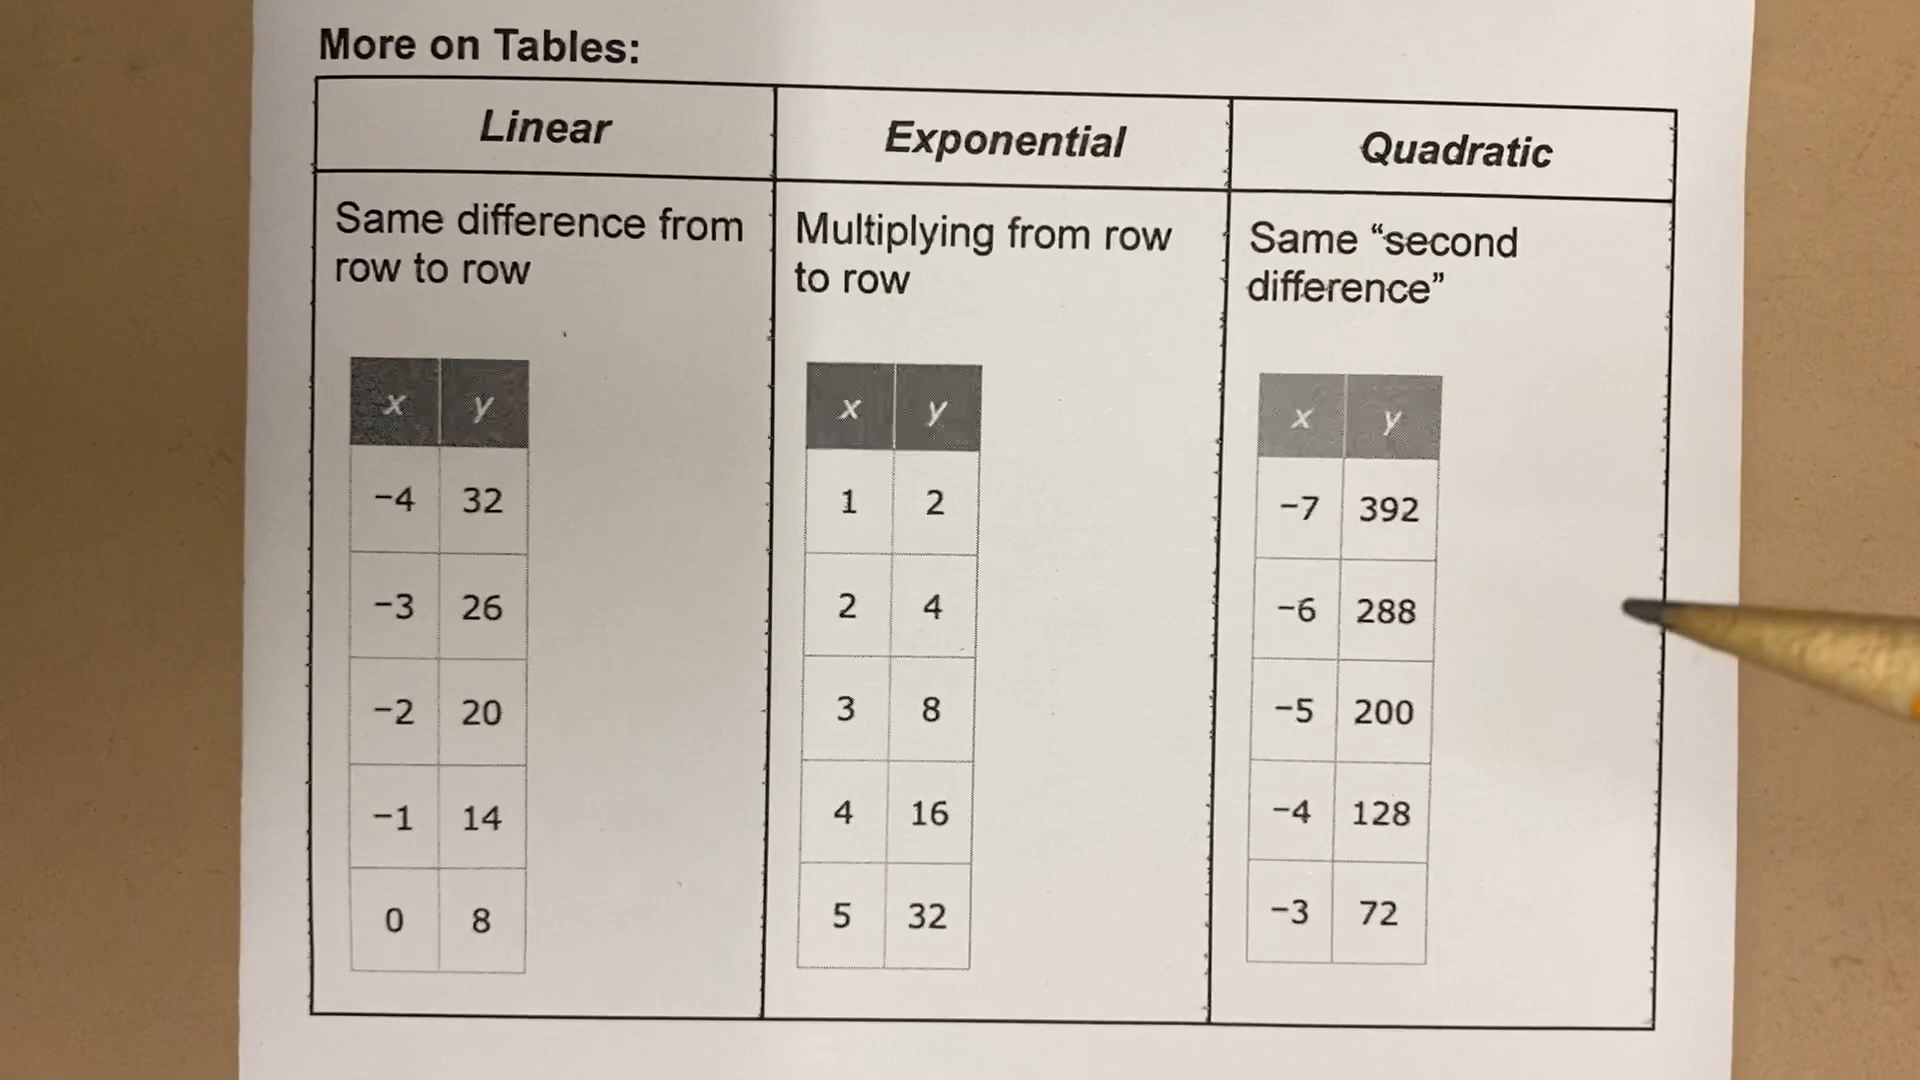 More on Tables:
Linear
Exponential
Quadratic
Same difference from
row to row
Multiplying from row
to row
Same “second
difference”
x y
−4 32
−3 26
−2 20
−1 14
0 8
x y
1 2
2 4
3 8
4 16
5 32
x y
−7 392
−6 288
−5 200
−4 128
−3 72